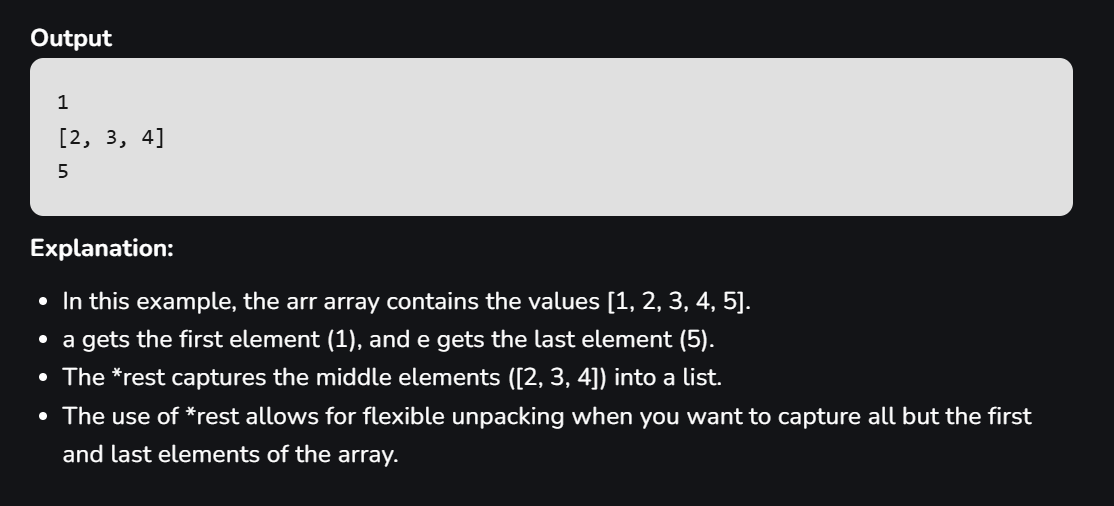 Output
1
[2, 3, 4]
5
Explanation:
• In this example, the arr array contains the values [1, 2, 3, 4, 5].
• a gets the first element (1), and e gets the last element (5).
• The *rest captures the middle elements ([2, 3, 4]) into a list.
• The use of *rest allows for flexible unpacking when you want to capture all but the first
and last elements of the array.